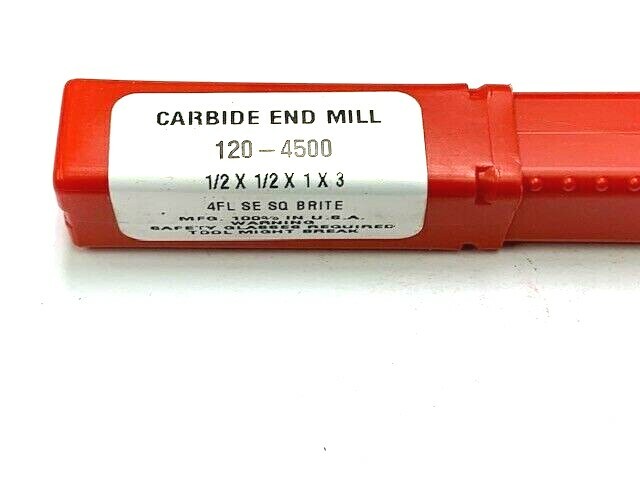 CARBIDE END MILL
120-4500
1/2 X 1/2 X 1 X 3
4FL SE SQ BRITE
MFG. 100% IN U.S.A.
WARNING
SAFETY GLASSES REQUIRED
TOOL MIGHT BREAK